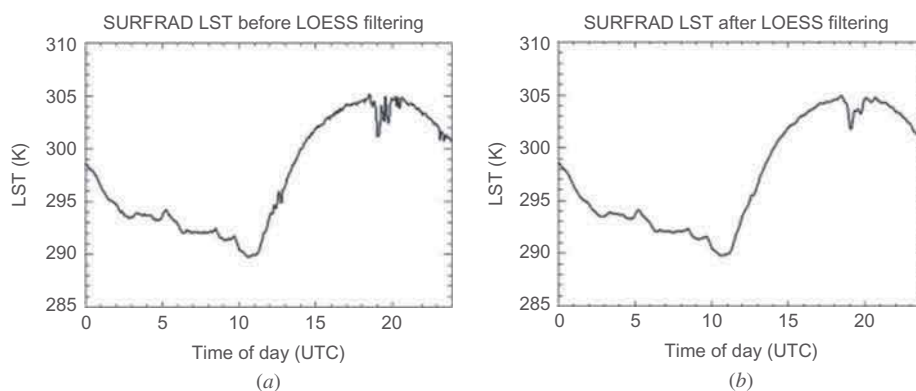 SURFRAD LST before LOESS filtering
310
305
300
295
290
285
LST (K)
0 5 10 15 20
Time of day (UTC)
(a)
SURFRAD LST after LOESS filtering
310
305
300
295
290
285
LST (K)
0 5 10 15 20
Time of day (UTC)
(b)